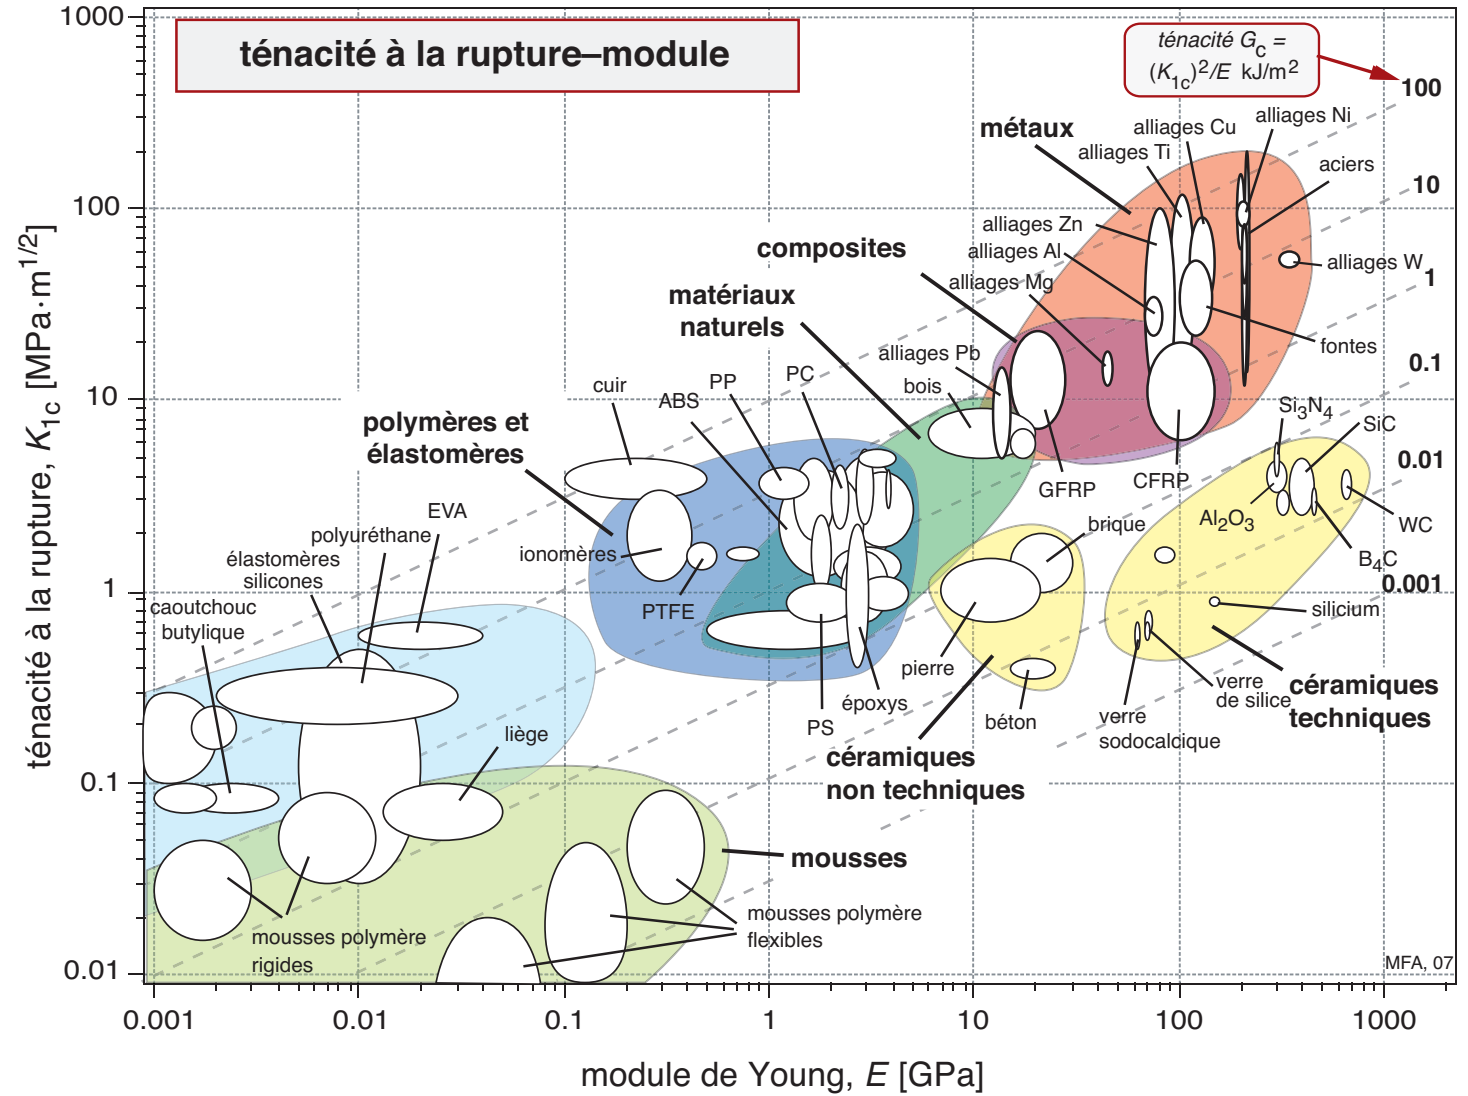 ténacité à la rupture–module
ténacité Gc =
(K1c)²/E kJ/m2
100
10
1
0.1
0.01
0.001
1000
100
10
1
0.1
0.01
ténacité à la rupture, K1c [MPa·m1/2]
métaux
alliages Ni
alliages Cu
alliages Ti
aciers
alliages Zn
alliages Al
alliages Mg
alliages W
composites
matériaux
naturels
alliages Pb
bois
fontes
cuir
PP
PC
ABS
polymères et
élastomères
GFRP
CFRP
Si3N4
SiC
Al2O3
WC
B4C
brique
EVA
polyuréthane
élastomères
silicones
ionomères
caoutchouc
butylique
PTFE
silicium
pierre
époxys
PS
béton
verre
sodocalcique
verre
de silice
céramiques
techniques
liège
céramiques
non techniques
mousses
mousses polymère
flexibles
mousses polymère
rigides
MFA, 07
0.001
0.01
0.1
1
10
100
1000
module de Young, E [GPa]